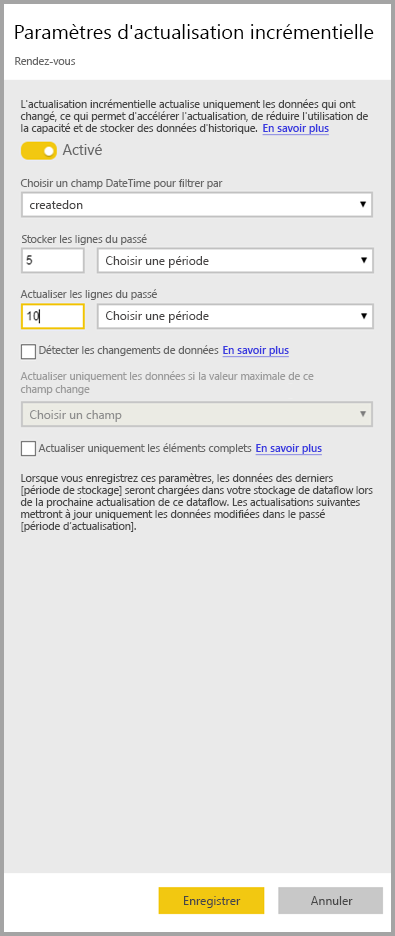 Paramètres d'actualisation incrémentielle
Rendez-vous
L'actualisation incrémentielle actualise uniquement les données qui ont
changé, ce qui permet d'accélérer l'actualisation, de réduire l'utilisation de
la capacité et de stocker des données d'historique. En savoir plus
Activé
Choisir un champ DateTime pour filtrer par
createdon
Stocker les lignes du passé
5 Choisir une période
Actualiser les lignes du passé
10 Choisir une période
Détecter les changements de données En savoir plus
Actualiser uniquement les données si la valeur maximale de ce
champ change
Choisir un champ
Actualiser uniquement les éléments complets En savoir plus
Lorsque vous enregistrez ces paramètres, les données des derniers
[période de stockage] seront chargées dans votre stockage de dataflow lors
de la prochaine actualisation de ce dataflow. Les actualisations suivantes
mettront à jour uniquement les données modifiées dans le passé
[période d'actualisation].
Enregistrer Annuler